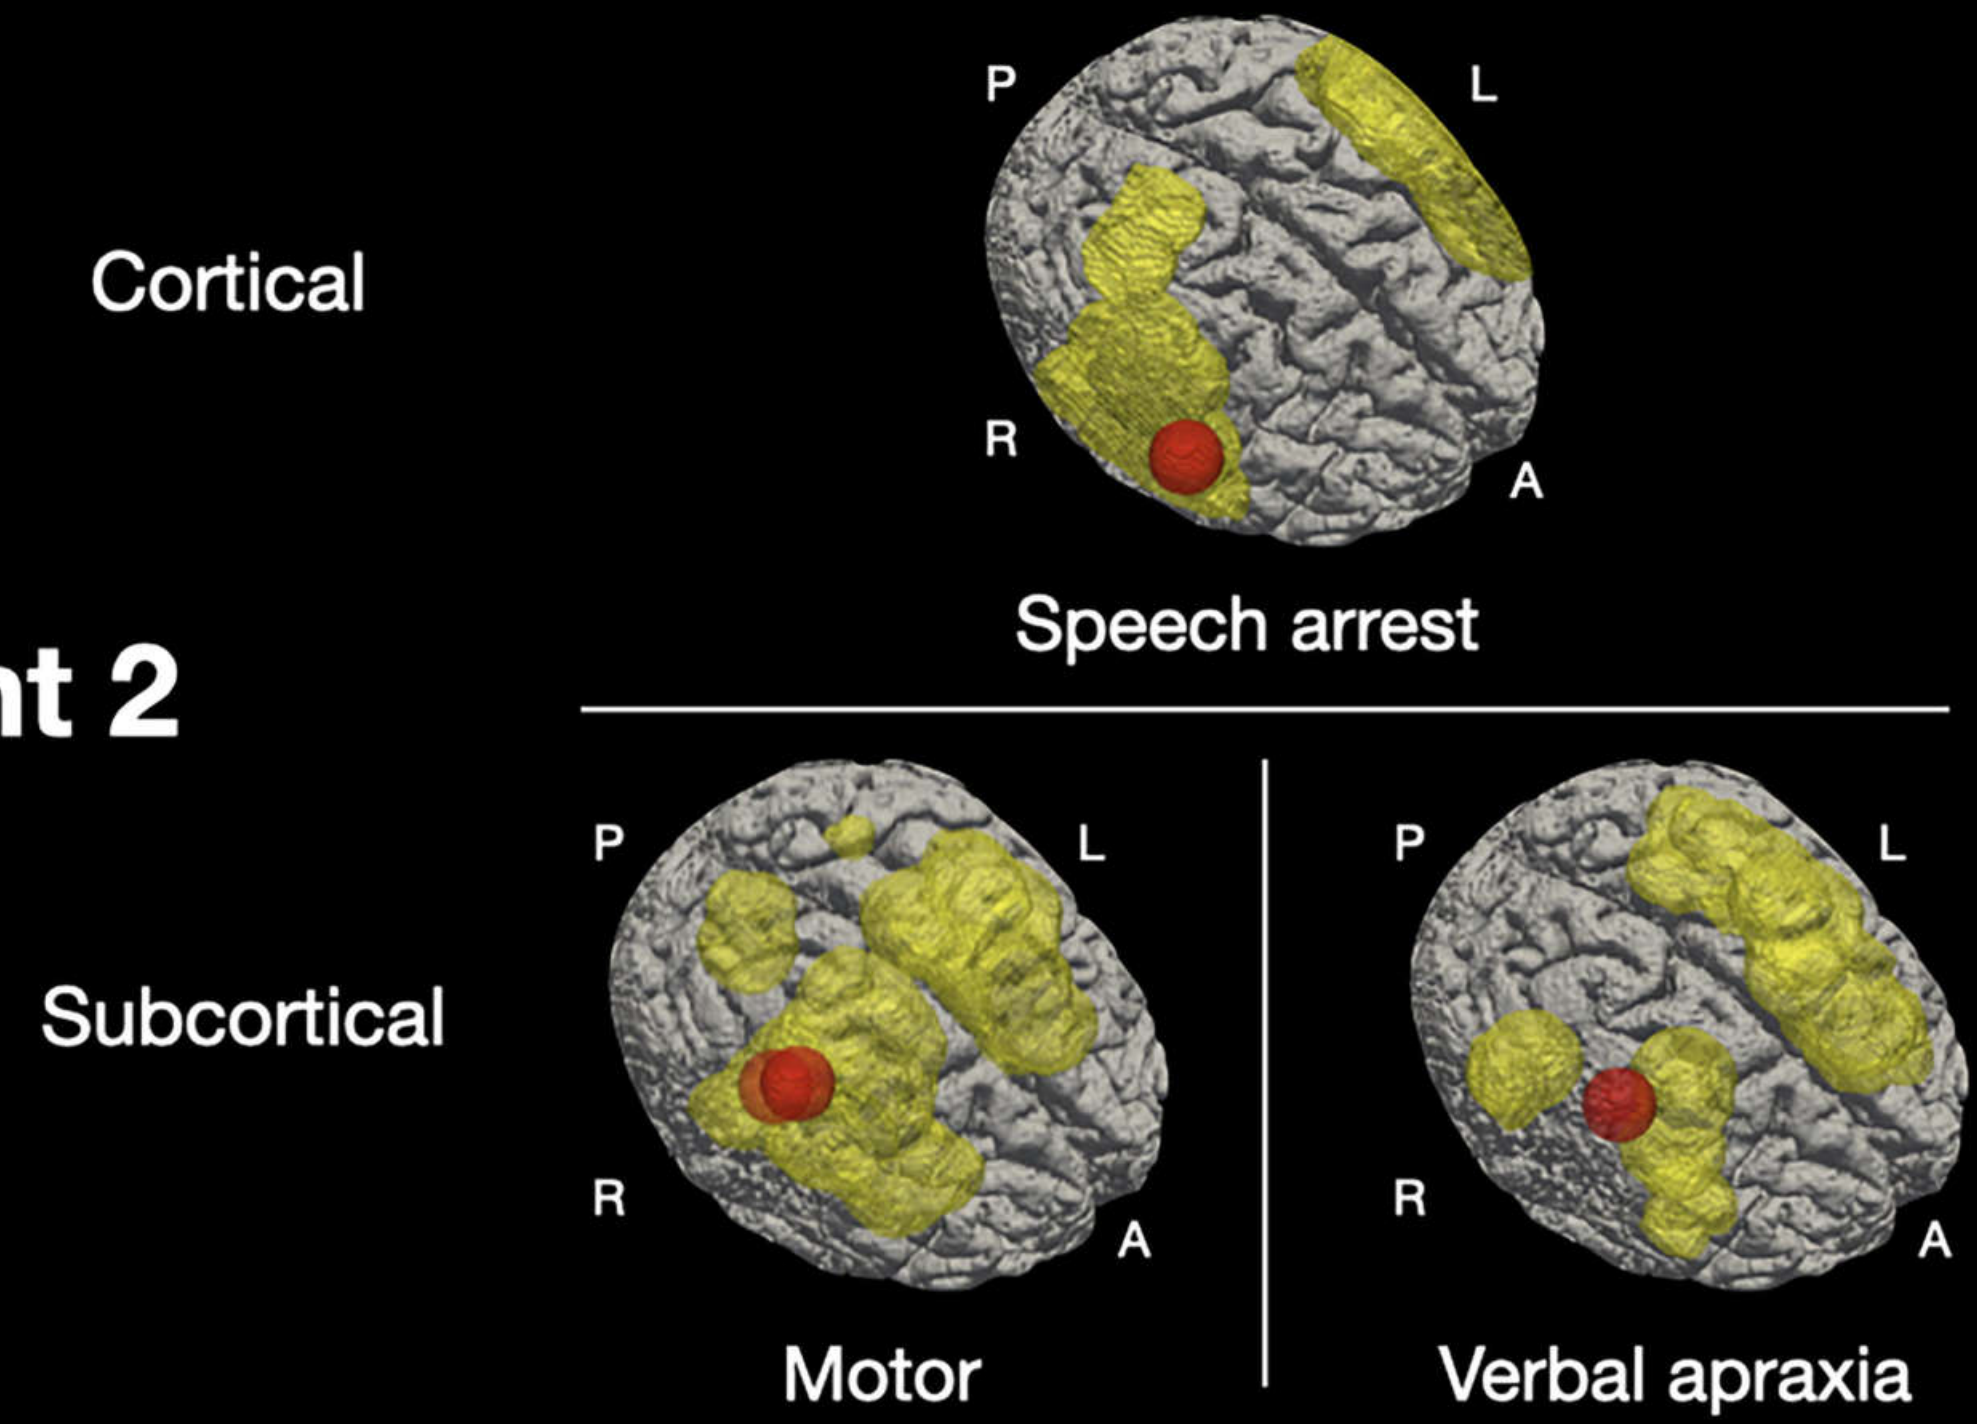 P L
Cortical
R
A
Speech arrest
nt 2
P L P L
Subcortical
R R
A A
Motor Verbal apraxia